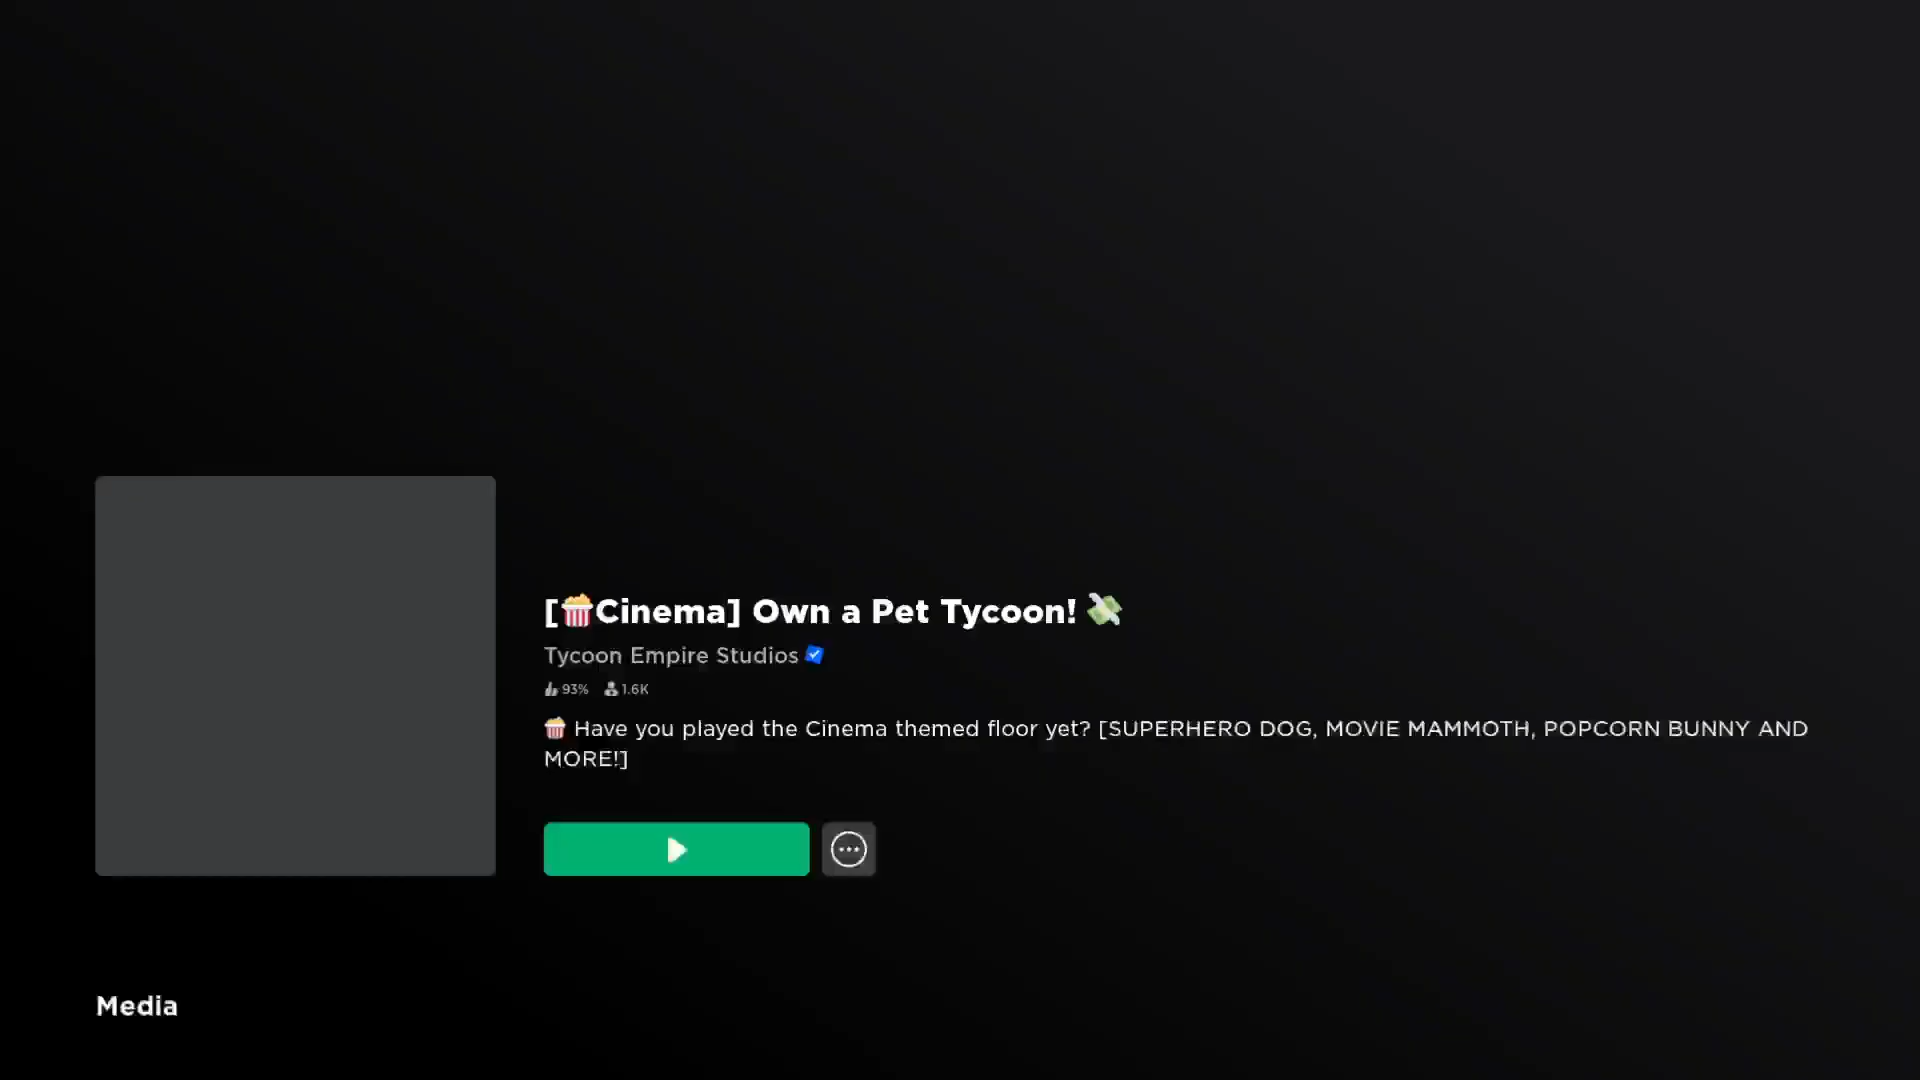 [🍿Cinema] Own a Pet Tycoon! 💸
Tycoon Empire Studios
93% 1.6K
🍿 Have you played the Cinema themed floor yet? [SUPERHERO DOG, MOVIE MAMMOTH, POPCORN BUNNY AND
MORE!]
Media